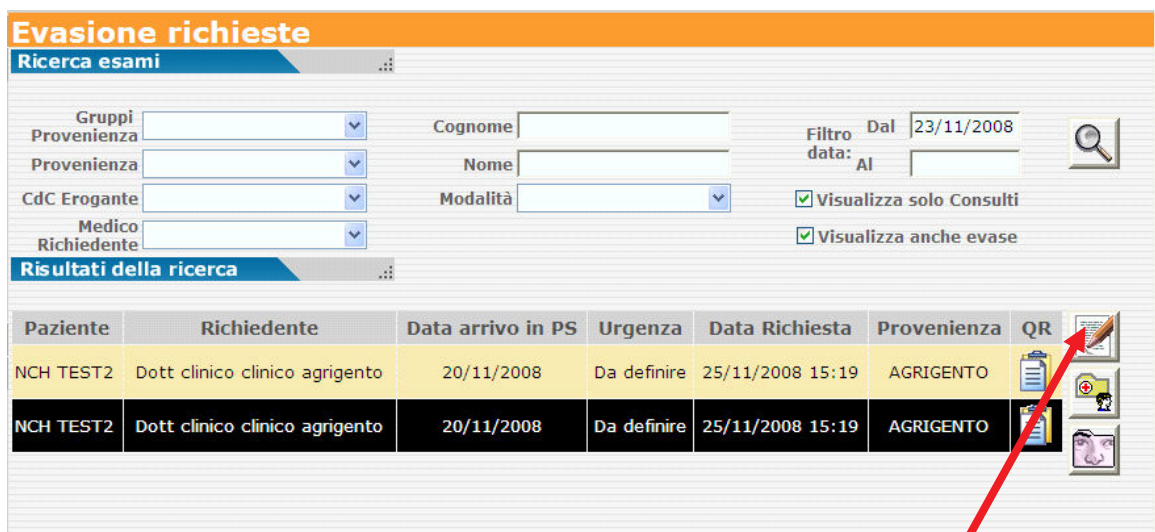 Evasione richieste
Ricerca esami
Gruppi Provenienza
Cognome
Filtro data:
Dal 23/11/2008
Provenienza
Nome
Al
CdC Erogante
Modalità
Visualizza solo Consulti
Medico Richiedente
Visualizza anche evase
Risultati della ricerca
Paziente Richiedente Data arrivo in PS Urgenza Data Richiesta Provenienza QR
NCH TEST2 Dott clinico clinico agrigento 20/11/2008 Da definire 25/11/2008 15:19 AGRIGENTO
NCH TEST2 Dott clinico clinico agrigento 20/11/2008 Da definire 25/11/2008 15:19 AGRIGENTO